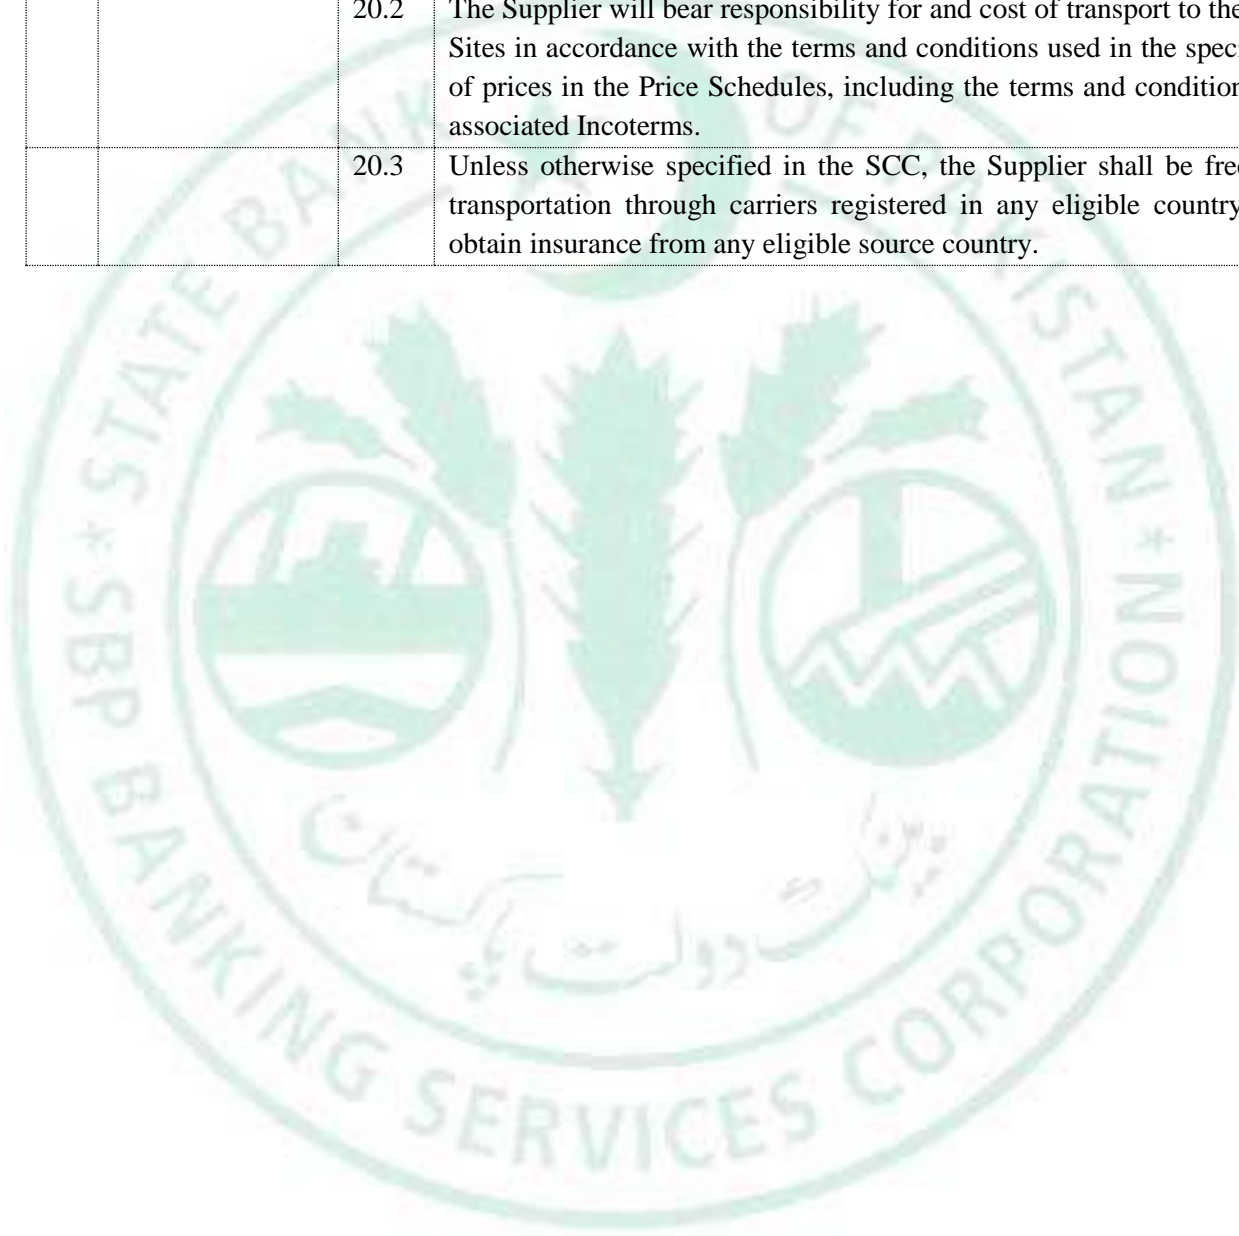 20.2 The Supplier will bear responsibility for and cost of transport to the
Sites in accordance with the terms and conditions used in the
of prices in the Price Schedules, including the terms and
associated Incoterms.
20.3 Unless otherwise specified in the SCC, the Supplier shall be
transportation through carriers registered in any eligible country
obtain insurance from any eligible source country.
STATE BANK OF PAKISTAN
* SBP BANKING SERVICES CORPORATION *
بینک دولت پاکستان